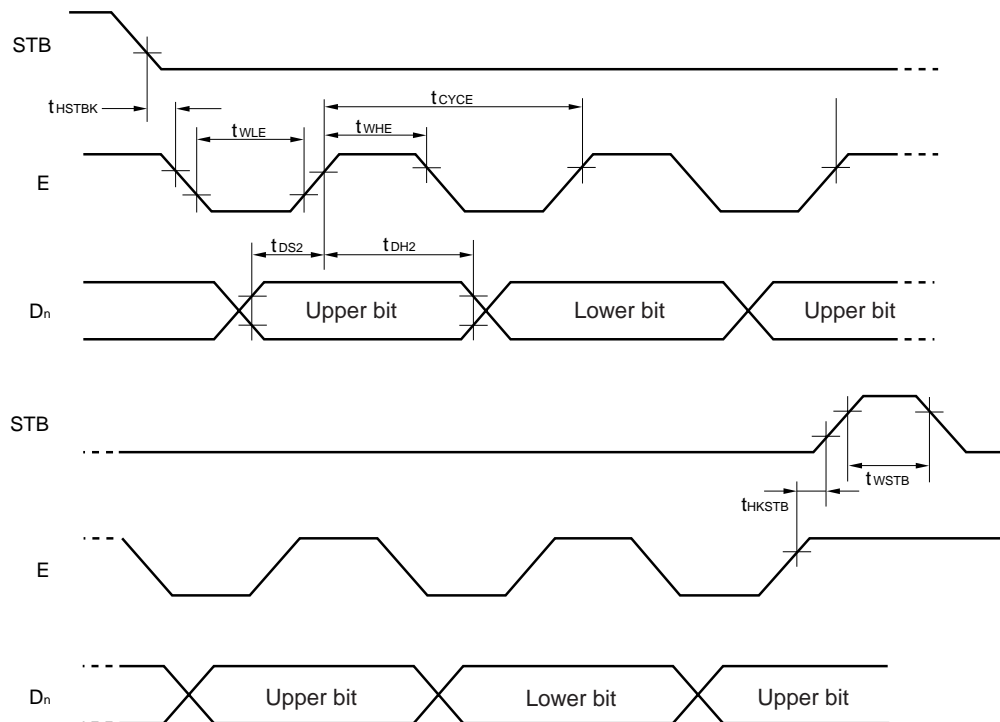 STB
tHSTBK
tCYCE
tWLE
tWHE
E
tDS2
tDH2
Dn
Upper bit
Lower bit
Upper bit
STB
tWSTB
tHKSTB
E
Dn
Upper bit
Lower bit
Upper bit